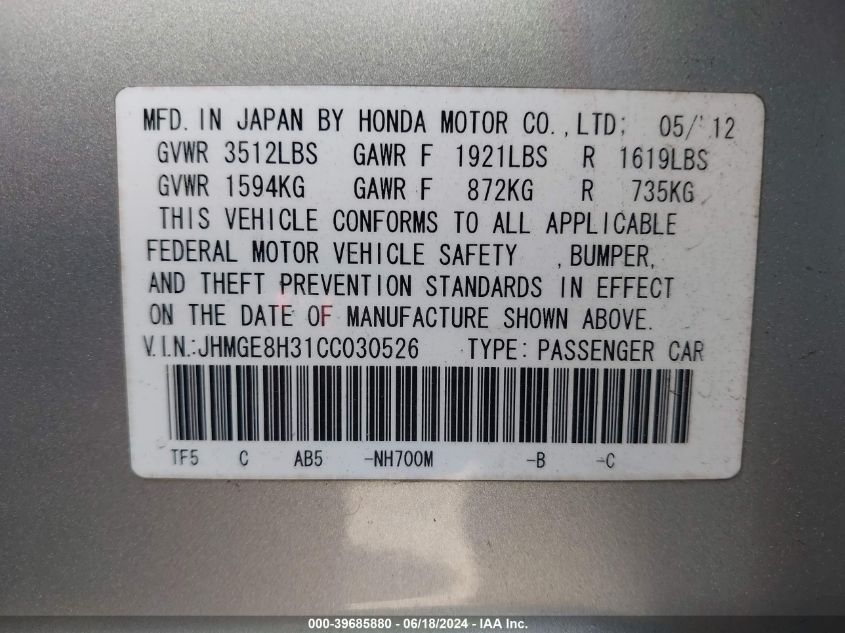 MFD. IN JAPAN BY HONDA MOTOR CO.,LTD; 05/'12
GVWR 3512LBS GAWR F 1921LBS R 1619LBS
GVWR 1594KG GAWR F 872KG R 735KG
THIS VEHICLE CONFORMS TO ALL APPLICABLE
FEDERAL MOTOR VEHICLE SAFETY ,BUMPER,
AND THEFT PREVENTION STANDARDS IN EFFECT
ON THE DATE OF MANUFACTURE SHOWN ABOVE.
V.I.N.:JHMGE8H31CC030526 TYPE: PASSENGER CAR
TF5 C AB5 -NH700M -B -C
000-39685880 - 06/18/2024 - IAA Inc.